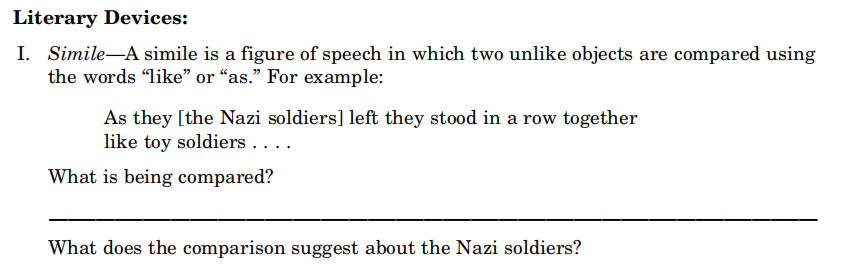 Literary Devices:
I. Simile—A simile is a figure of speech in which two unlike objects are compared using
the words “like” or “as.” For example:
As they [the Nazi soldiers] left they stood in a row together
like toy soldiers . . . .
What is being compared?
What does the comparison suggest about the Nazi soldiers?